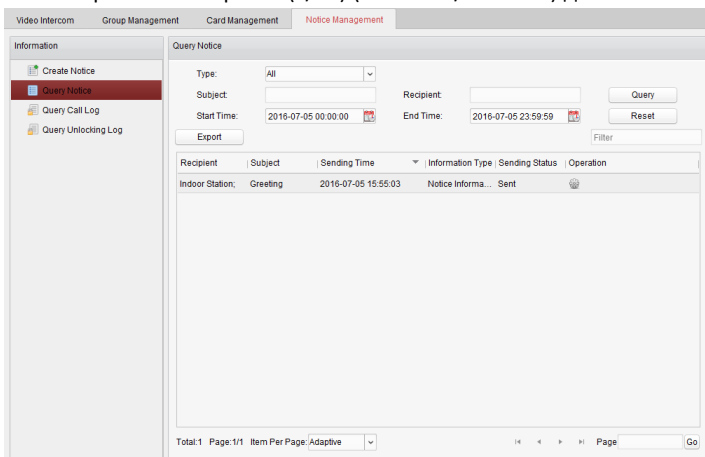 Video Intercom Group Management Card Management Notice Management
Information
Create Notice
Query Notice
Query Call Log
Query Unlocking Log
Query Notice
Type: All
Subject: Recipient: Query
Start Time: 2016-07-05 00:00:00 End Time: 2016-07-05 23:59:59 Reset
Export Filter
Recipient Subject Sending Time Information Type Sending Status Operation
Indoor Station; Greeting 2016-07-05 15:55:03 Notice Informa... Sent
Total:1 Page:1/1 Item Per Page: Adaptive Page Go